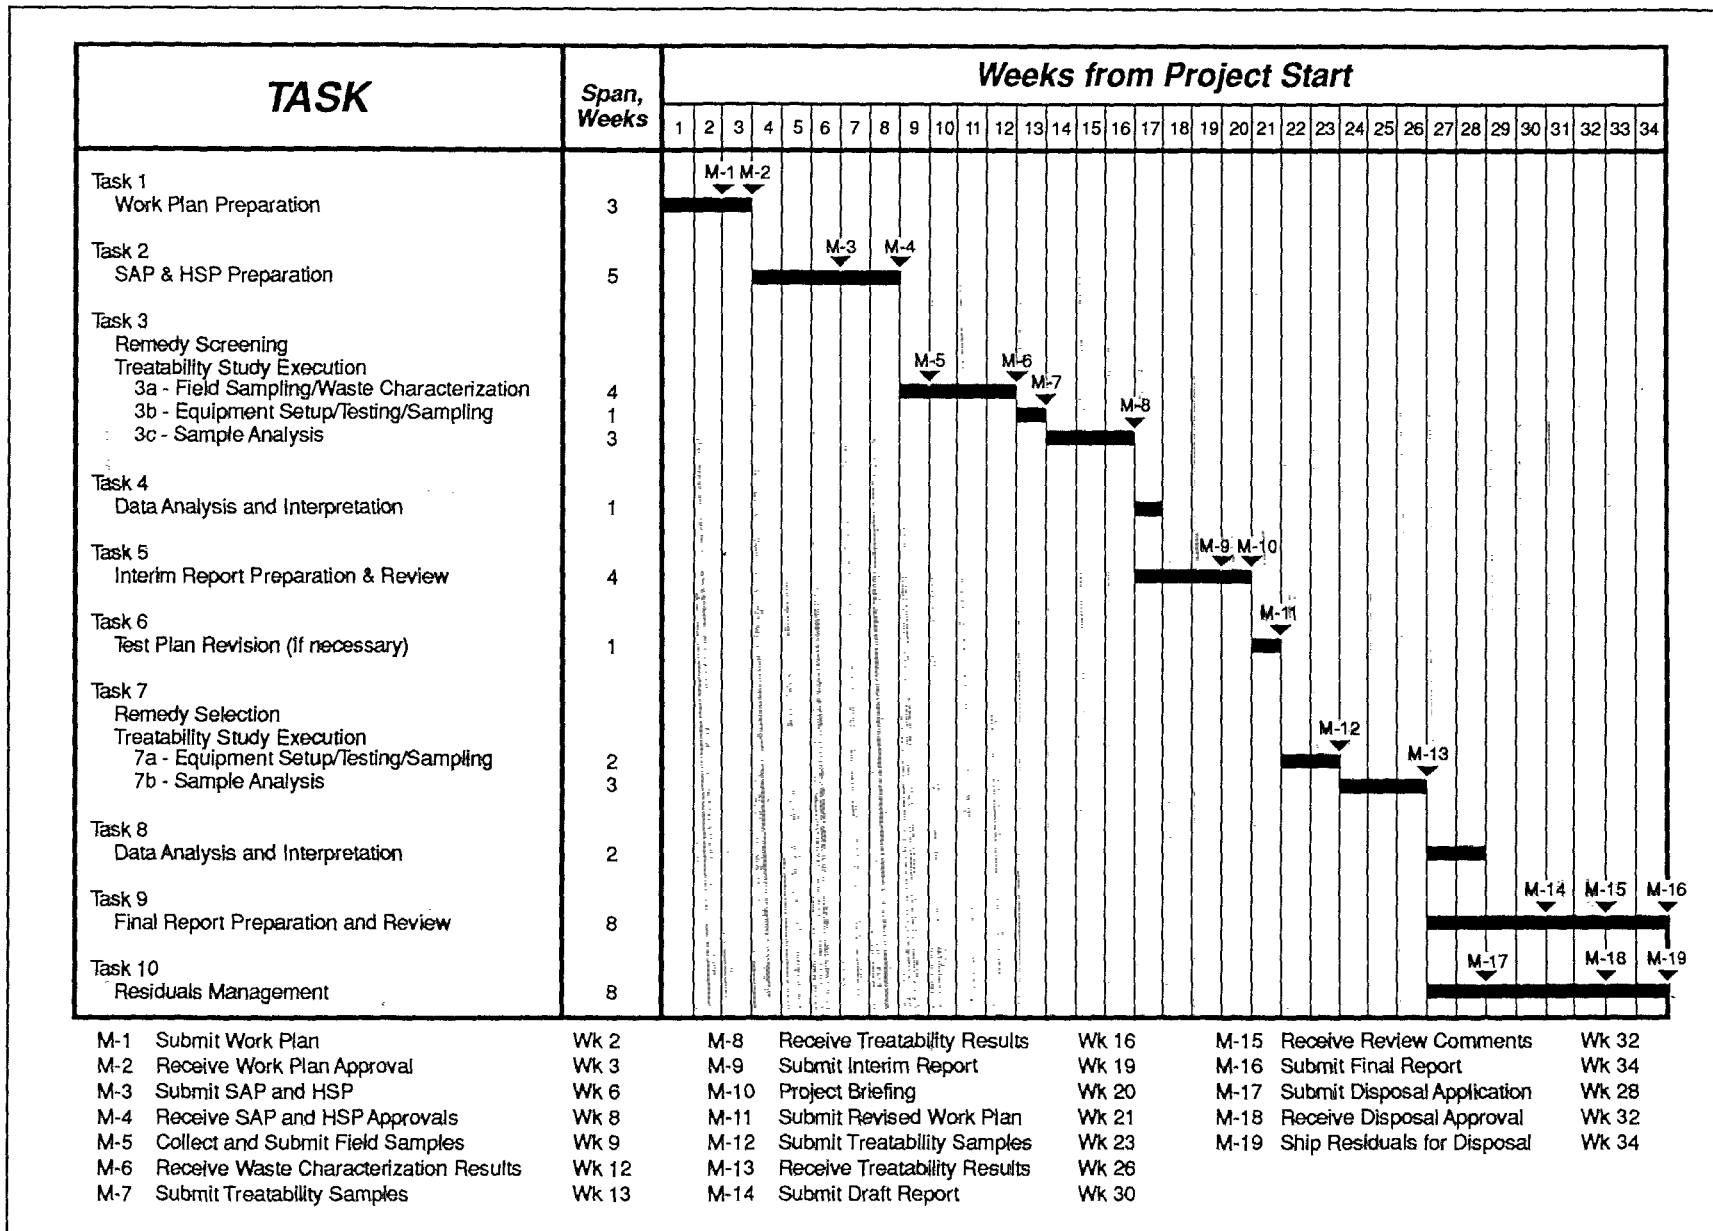 TASK
Span, Weeks
Weeks from Project Start
1 2 3 4 5 6 7 8 9 10 11 12 13 14 15 16 17 18 19 20 21 22 23 24 25 26 27 28 29 30 31 32 33 34
Task 1
M-1 M-2
Work Plan Preparation 3
Task 2
M-3 M-4
SAP & HSP Preparation 5
Task 3
Remedy Screening
Treatability Study Execution
M-5 M-6
3a - Field Sampling/Waste Characterization 4
M-7
3b - Equipment Setup/Testing/Sampling 1
M-8
3c - Sample Analysis 3
Task 4
Data Analysis and Interpretation 1
Task 5
M-9 M-10
Interim Report Preparation & Review 4
Task 6
M-11
Test Plan Revision (if necessary) 1
Task 7
Remedy Selection
Treatability Study Execution
M-12
7a - Equipment Setup/Testing/Sampling 2
M-13
7b - Sample Analysis 3
Task 8
Data Analysis and Interpretation 2
Task 9
M-14 M-15 M-16
Final Report Preparation and Review 8
Task 10
M-17 M-18 M-19
Residuals Management 8
M-1 Submit Work Plan Wk 2
M-2 Receive Work Plan Approval Wk 3
M-3 Submit SAP and HSP Wk 6
M-4 Receive SAP and HSP Approvals Wk 8
M-5 Collect and Submit Field Samples Wk 9
M-6 Receive Waste Characterization Results Wk 12
M-7 Submit Treatability Samples Wk 13
M-8 Receive Treatability Results Wk 16
M-9 Submit Interim Report Wk 19
M-10 Project Briefing Wk 20
M-11 Submit Revised Work Plan Wk 21
M-12 Submit Treatability Samples Wk 23
M-13 Receive Treatability Results Wk 26
M-14 Submit Draft Report Wk 30
M-15 Receive Review Comments Wk 32
M-16 Submit Final Report Wk 34
M-17 Submit Disposal Application Wk 28
M-18 Receive Disposal Approval Wk 32
M-19 Ship Residuals for Disposal Wk 34